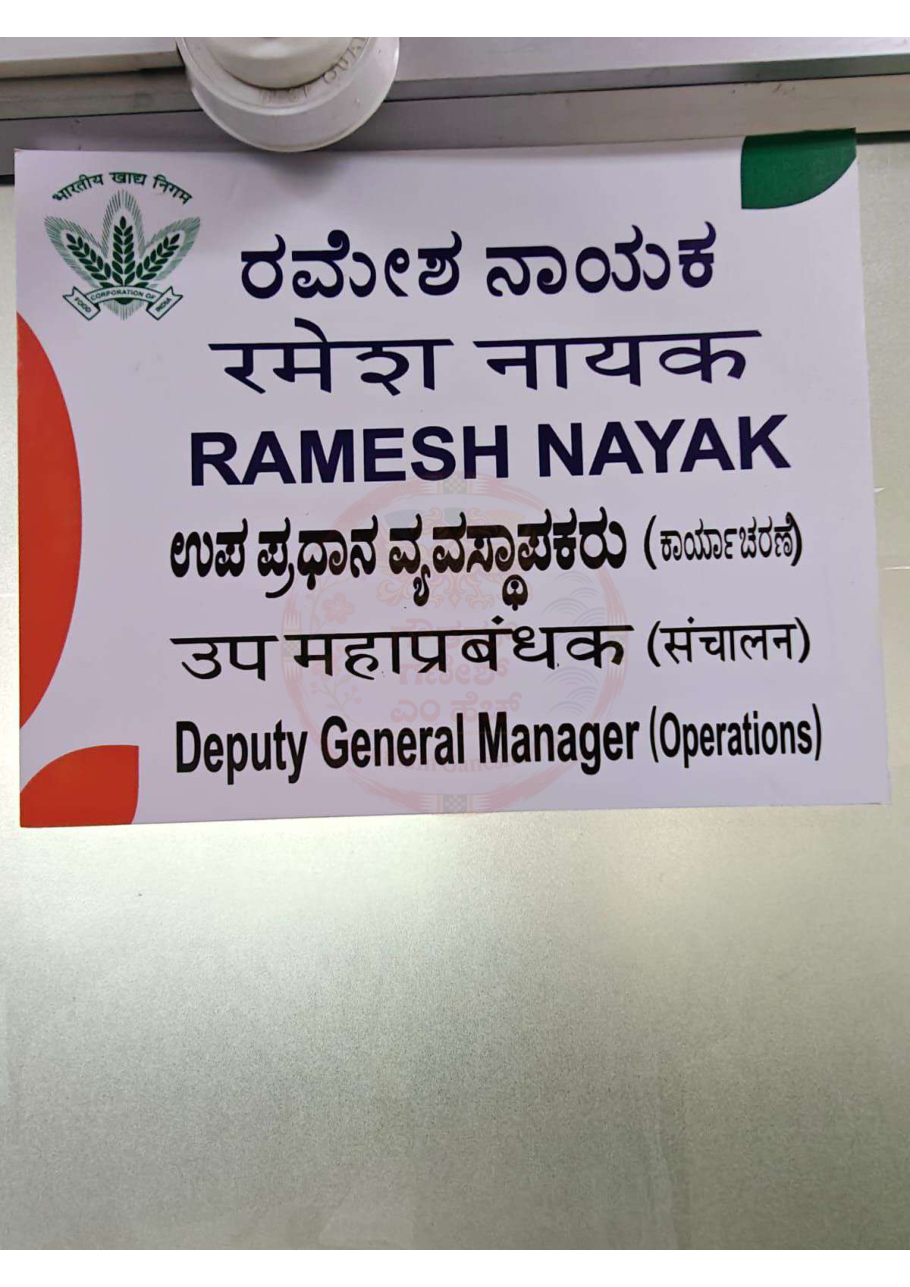 भारतीय खाद्य निगम
FOOD CORPORATION OF INDIA
ರಮೇಶ ನಾಯಕ
रमेश नायक
RAMESH NAYAK
ಉಪ ಪ್ರಧಾನ ವ್ಯವಸ್ಥಾಪಕರು (ಕಾರ್ಯಾಚರಣೆ)
उप महाप्रबंधक (संचालन)
ಗಣೇಶ್
ಎಂ ಹೆಚ್
Deputy General Manager (Operations)